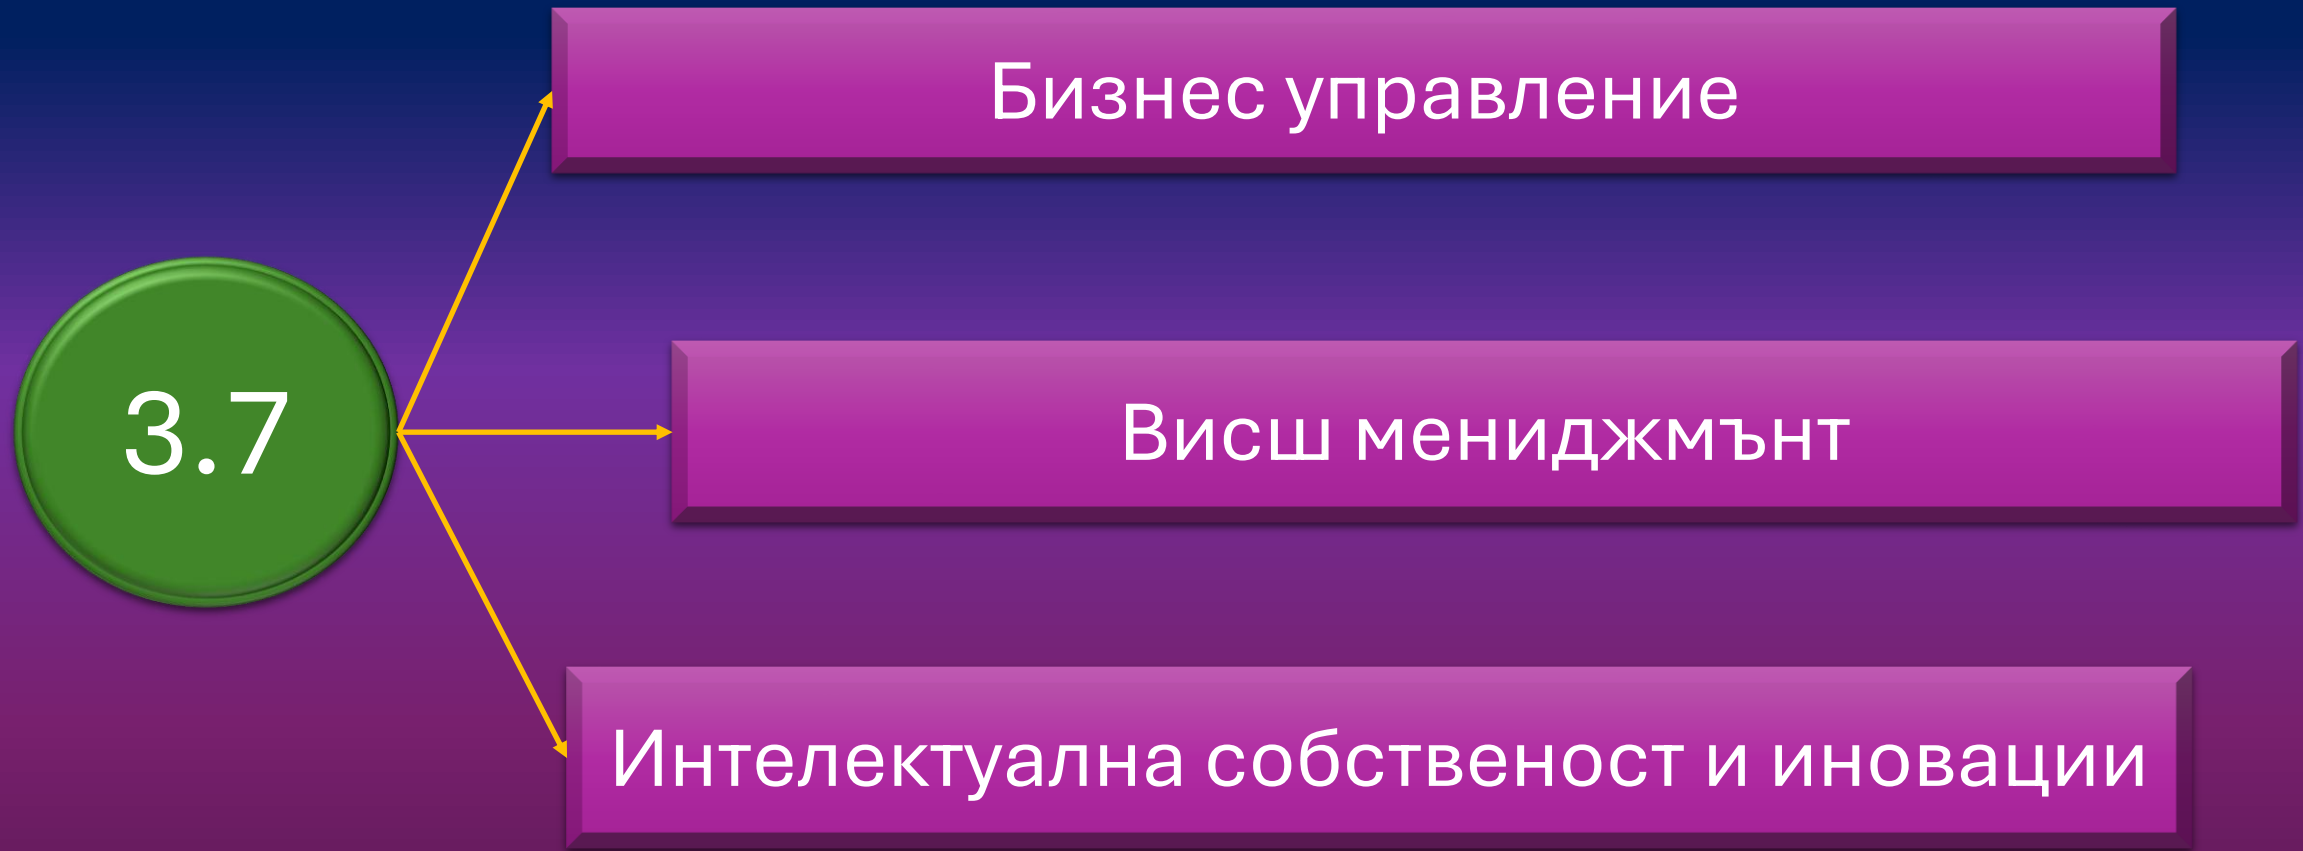 Бизнес управление
3.7
Висш мениджмънт
Интелектуална собственост и иновации